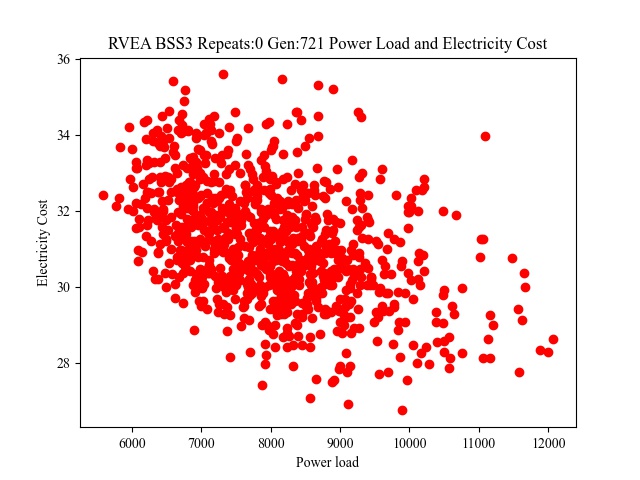 RVEA BSS3 Repeats:0 Gen:721 Power Load and Electricity Cost
36
34
32
30
28
Electricity Cost
6000 7000 8000 9000 10000 11000 12000
Power load